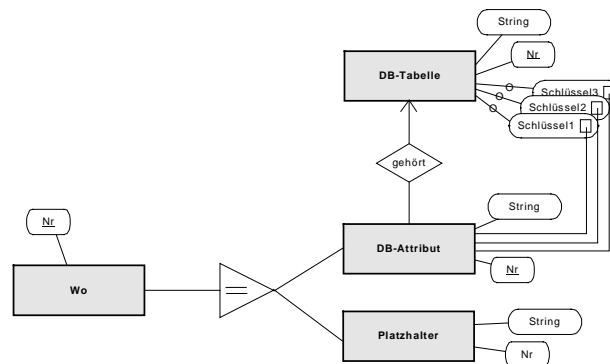 String
Nr
DB-Tabelle
Schlüssel3
Schlüssel2
Schlüssel1
gehört
String
Nr
DB-Attribut
Nr
Wo
String
Platzhalter
Nr